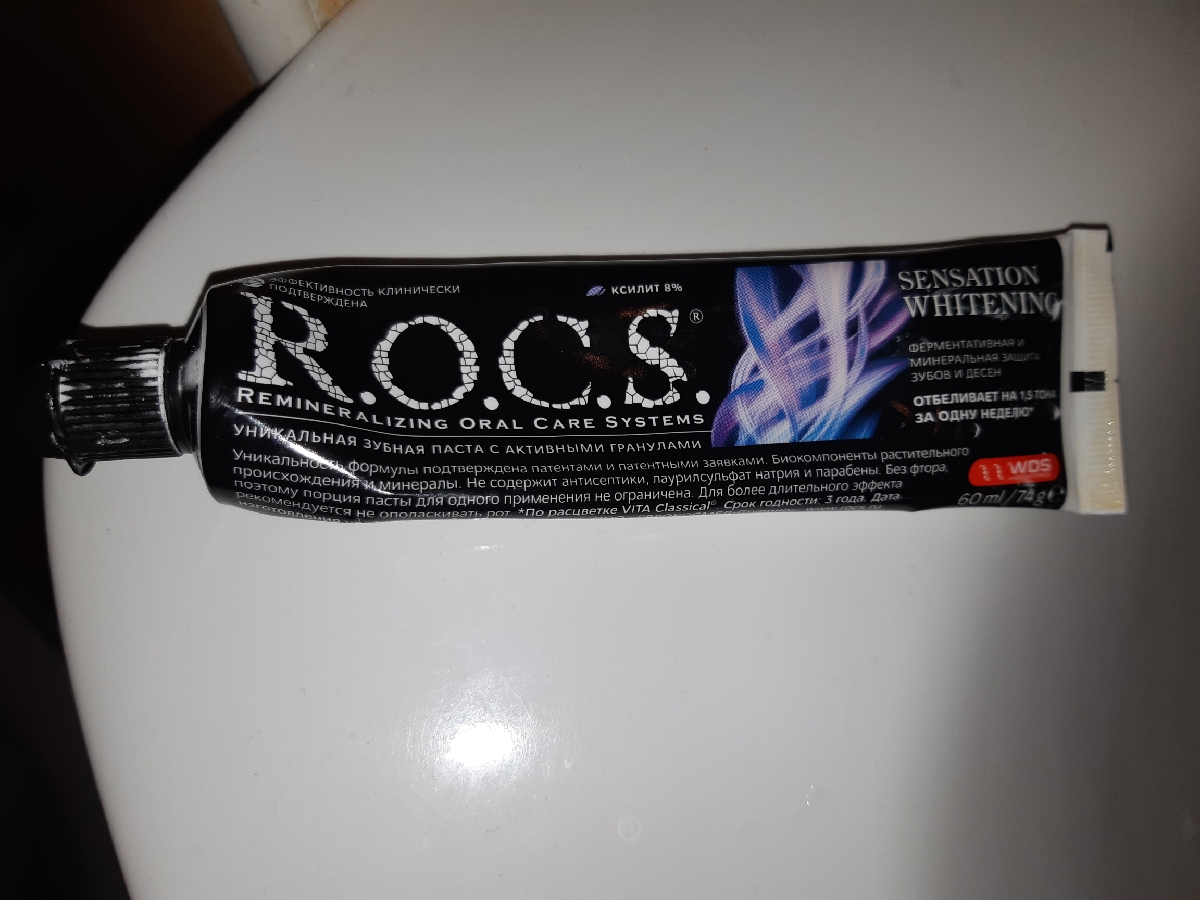 ЭФФЕКТИВНОСТЬ КЛИНИЧЕСКИ
ПОДТВЕРЖДЕНА
КСИЛИТ 8%
R.O.C.S.®
REMINERALIZING ORAL CARE SYSTEMS
УНИКАЛЬНАЯ ЗУБНАЯ ПАСТА С АКТИВНЫМИ ГРАНУЛАМИ
SENSATION
WHITENING
ФЕРМЕНТАТИВНАЯ И
МИНЕРАЛЬНАЯ ЗАЩИТА
ЗУБОВ И ДЕСЕН
ОТБЕЛИВАЕТ НА 1,5 ТОНА
ЗА ОДНУ НЕДЕЛЮ*
Уникальность формулы подтверждена патентами и патентными заявками. Биокомпоненты растительного
происхождения и минералы. Не содержит антисептики, лаурилсульфат натрия и парабены. Без фтора,
поэтому порция пасты для одного применения не ограничена. Для более длительного эффекта
рекомендуется не ополаскивать рот. *По расцветке VITA Classical®. Срок годности: 3 года. Дата
изготовления
WDS
60 ml/74 g ℮